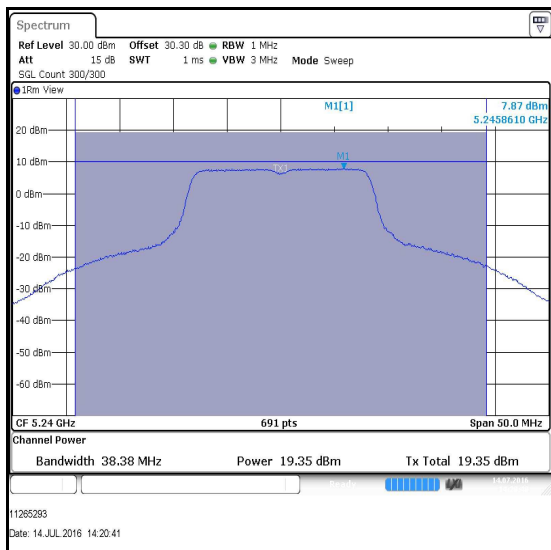 Spectrum
Ref Level 30.00 dBm Offset 30.30 dB RBW 1 MHz
Att 15 dB SWT 1 ms VBW 3 MHz Mode Sweep
SGL Count 300/300
1Rm View
M1[1] 7.87 dBm
5.2458610 GHz
20 dBm
10 dBm
M1
Tx1
0 dBm
-10 dBm
-20 dBm
-30 dBm
-40 dBm
-50 dBm
-60 dBm
CF 5.24 GHz 691 pts Span 50.0 MHz
Channel Power
Bandwidth 38.38 MHz Power 19.35 dBm Tx Total 19.35 dBm
Ready 14.07.2016
11265293
Date: 14.JUL.2016 14:20:41